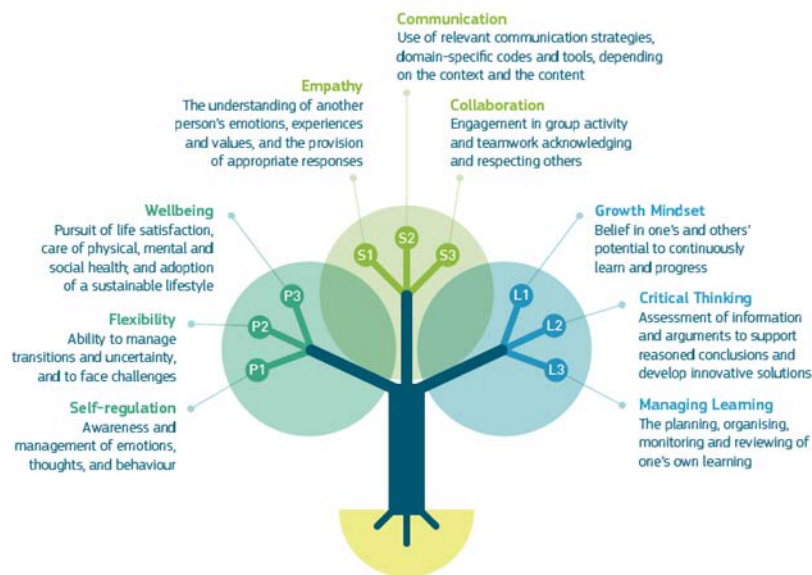 Communication
Use of relevant communication strategies,
domain-specific codes and tools, depending
on the context and the content
Empathy
The understanding of another
person's emotions, experiences
and values, and the provision
of appropriate responses
Collaboration
Engagement in group activity
and teamwork acknowledging
and respecting others
Wellbeing
Pursuit of life satisfaction,
care of physical, mental and
social health; and adoption
of a sustainable lifestyle
Flexibility
Ability to manage
transitions and uncertainty,
and to face challenges
Self-regulation
Awareness and
management of emotions,
thoughts, and behaviour
P3
P2
P1
S1
S2
S3
L1
L2
L3
Growth Mindset
Belief in one's and others'
potential to continuously
learn and progress
Critical Thinking
Assessment of information
and arguments to support
reasoned conclusions and
develop innovative solutions
Managing Learning
The planning, organising,
monitoring and reviewing of
one's own learning